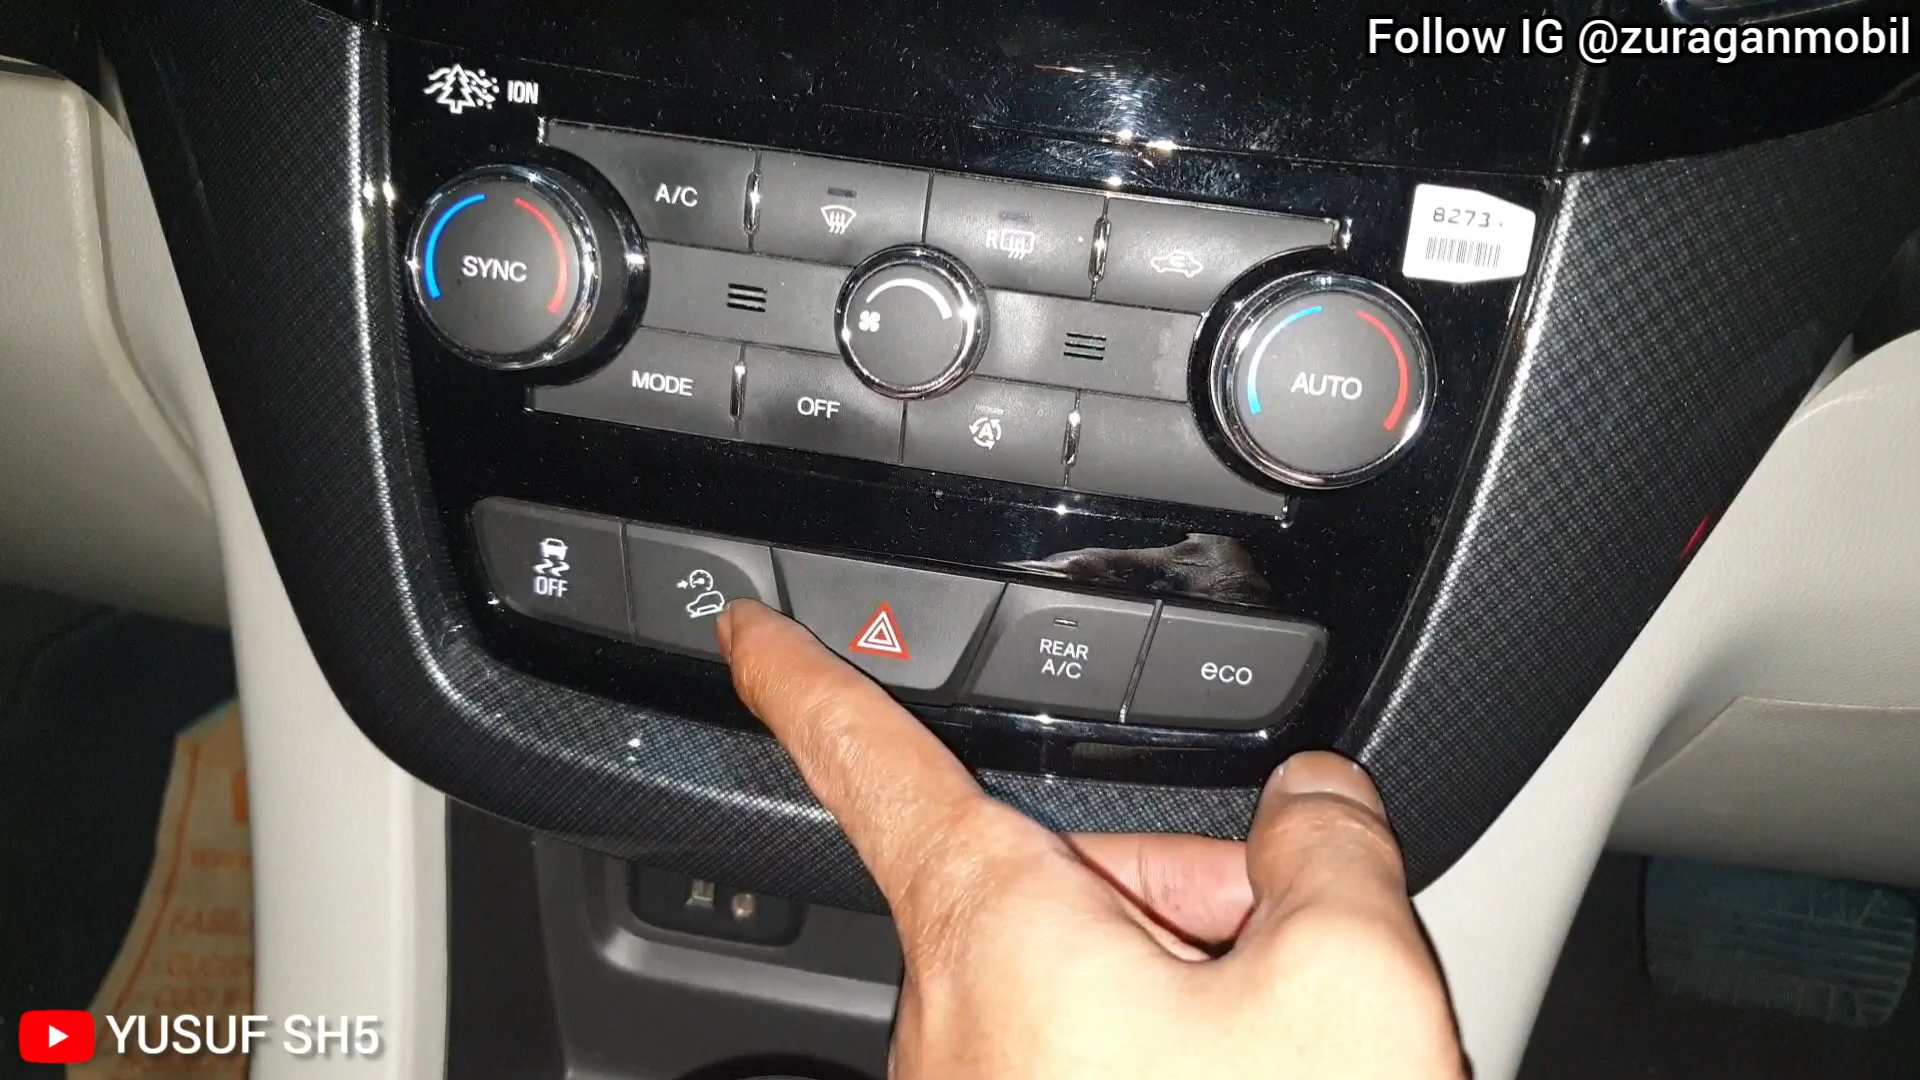 Follow IG @zuraganmobil
ION
A/C
R
8273
SYNC
AUTO
MODE
OFF
A
OFF
REAR
A/C
eco
YUSUF SH5